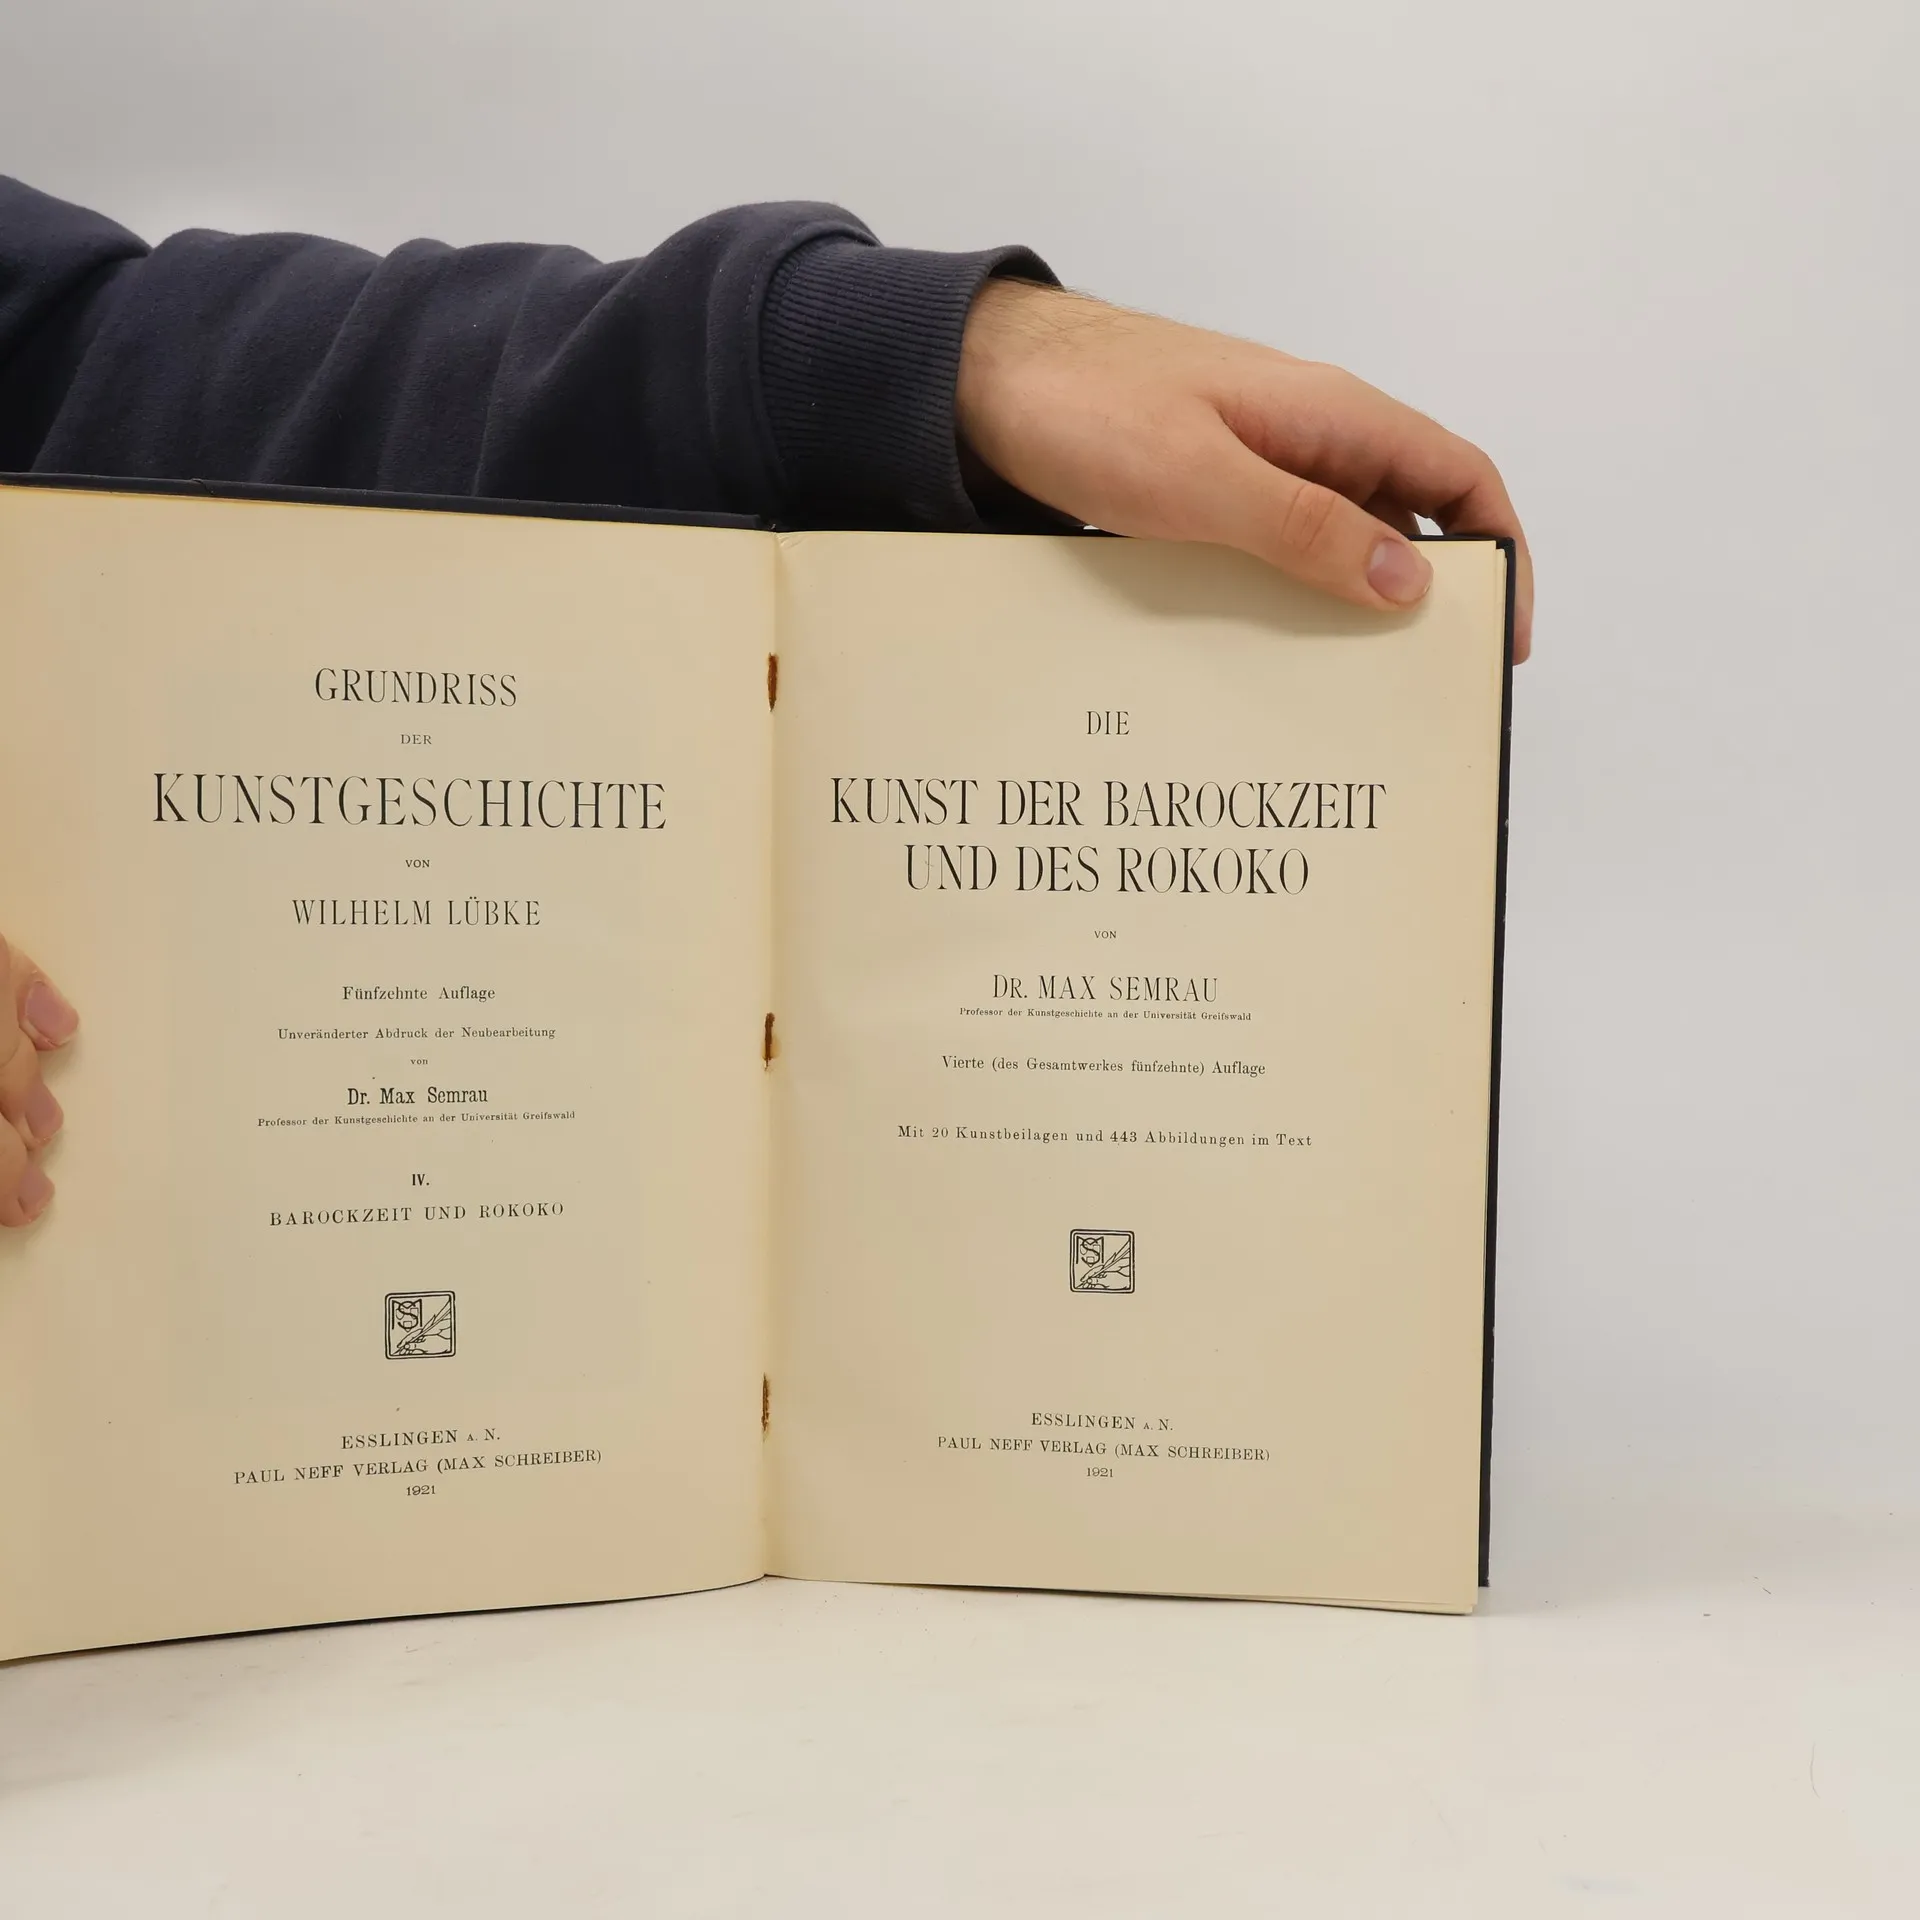 GRUNDRISS
DER
KUNSTGESCHICHTE
VON
WILHELM LÜBKE
Fünfzehnte Auflage
Unveränderter Abdruck der Neubearbeitung
von
Dr. Max Semrau
Professor der Kunstgeschichte an der Universität Greifswald
IV.
BAROCKZEIT UND ROKOKO
ESSLINGEN A. N.
PAUL NEFF VERLAG (MAX SCHREIBER)
1921
DIE
KUNST DER BAROCKZEIT
UND DES ROKOKO
VON
DR. MAX SEMRAU
Professor der Kunstgeschichte an der Universität Greifswald
Vierte (des Gesamtwerkes fünfzehnte) Auflage
Mit 20 Kunstbeilagen und 443 Abbildungen im Text
ESSLINGEN A. N.
PAUL NEFF VERLAG (MAX SCHREIBER)
1921